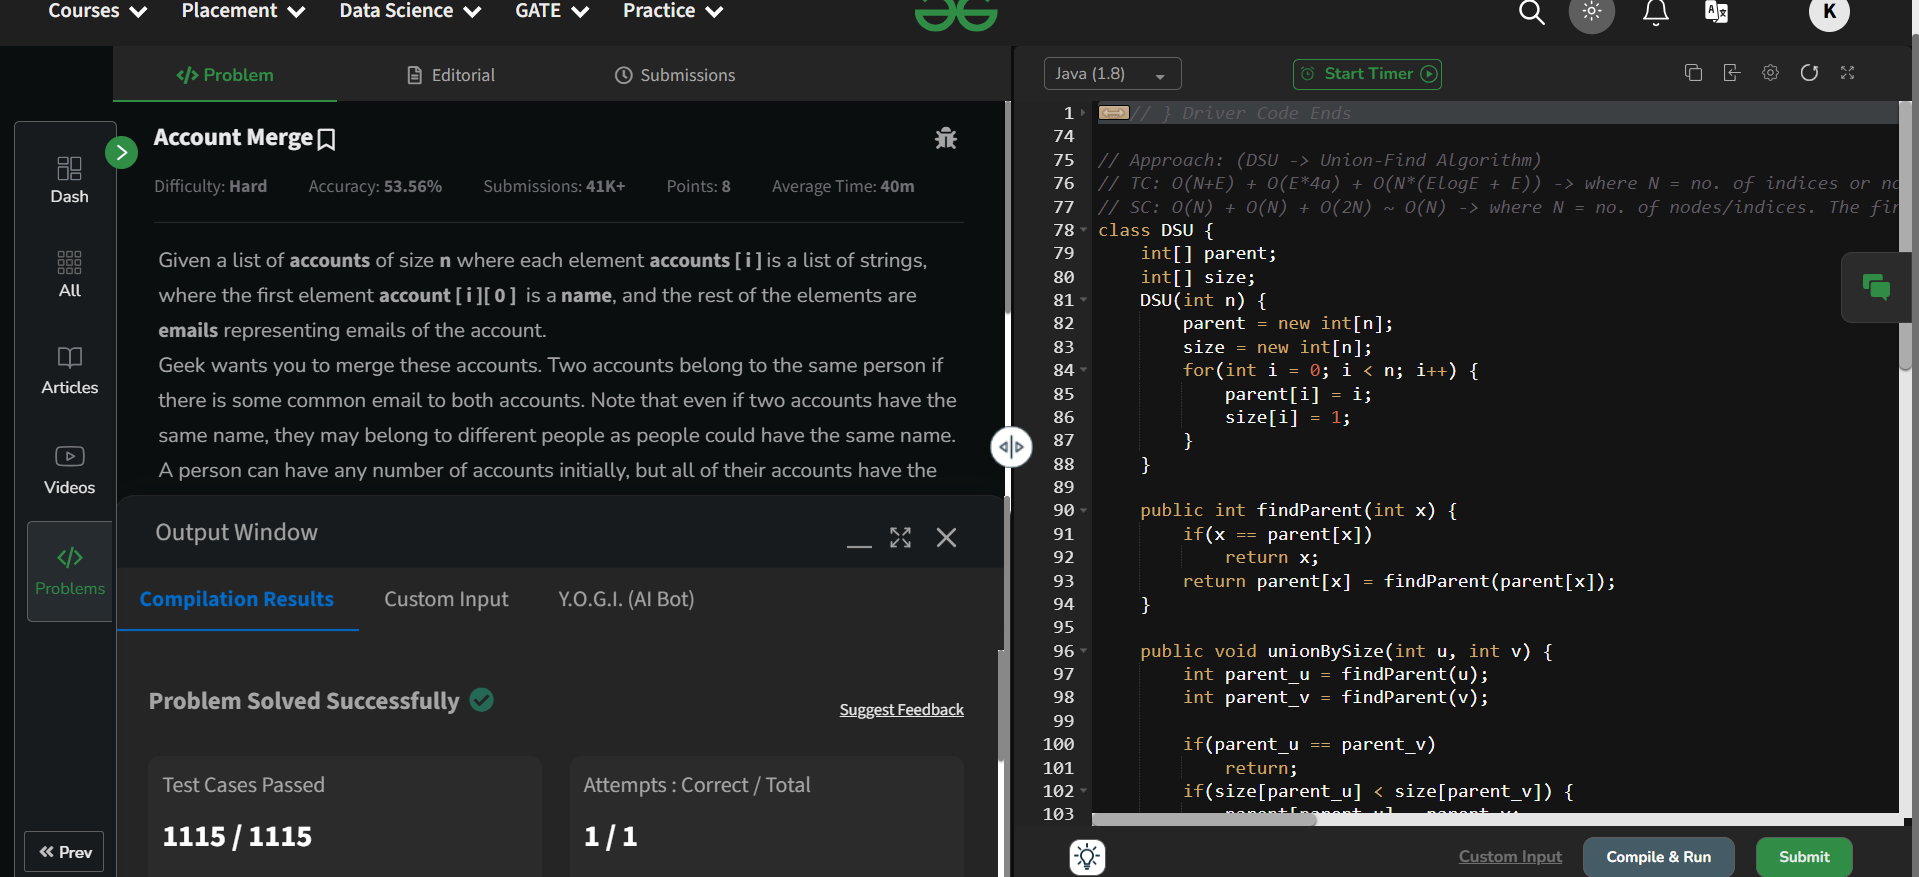 Courses Placement Data Science GATE Practice
K
</> Problem Editorial Submissions
Java (1.8) Start Timer
Dash
All
Articles
Videos
</>
Problems
Prev
Account Merge
Difficulty: Hard Accuracy: 53.56% Submissions: 41K+ Points: 8 Average Time: 40m
Given a list of accounts of size n where each element accounts [ i ] is a list of strings,
where the first element account [ i ][ 0 ] is a name, and the rest of the elements are
emails representing emails of the account.
Geek wants you to merge these accounts. Two accounts belong to the same person if
there is some common email to both accounts. Note that even if two accounts have the
same name, they may belong to different people as people could have the same name.
A person can have any number of accounts initially, but all of their accounts have the
Output Window
Compilation Results Custom Input Y.O.G.I. (AI Bot)
Problem Solved Successfully
Suggest Feedback
Test Cases Passed
1115 / 1115
Attempts : Correct / Total
1 / 1
1 // } Driver Code Ends
74
75 // Approach: (DSU -> Union-Find Algorithm)
76 // TC: O(N+E) + O(E*4a) + O(N*(ElogE + E)) -> where N = no. of indices or
77 // SC: O(N) + O(N) + O(2N) ~ O(N) -> where N = no. of nodes/indices. The
78 class DSU {
79 int[] parent;
80 int[] size;
81 DSU(int n) {
82 parent = new int[n];
83 size = new int[n];
84 for(int i = 0; i < n; i++) {
85 parent[i] = i;
86 size[i] = 1;
87 }
88 }
89
90 public int findParent(int x) {
91 if(x == parent[x])
92 return x;
93 return parent[x] = findParent(parent[x]);
94 }
95
96 public void unionBySize(int u, int v) {
97 int parent_u = findParent(u);
98 int parent_v = findParent(v);
99
100 if(parent_u == parent_v)
101 return;
102 if(size[parent_u] < size[parent_v]) {
103
Custom Input Compile & Run Submit